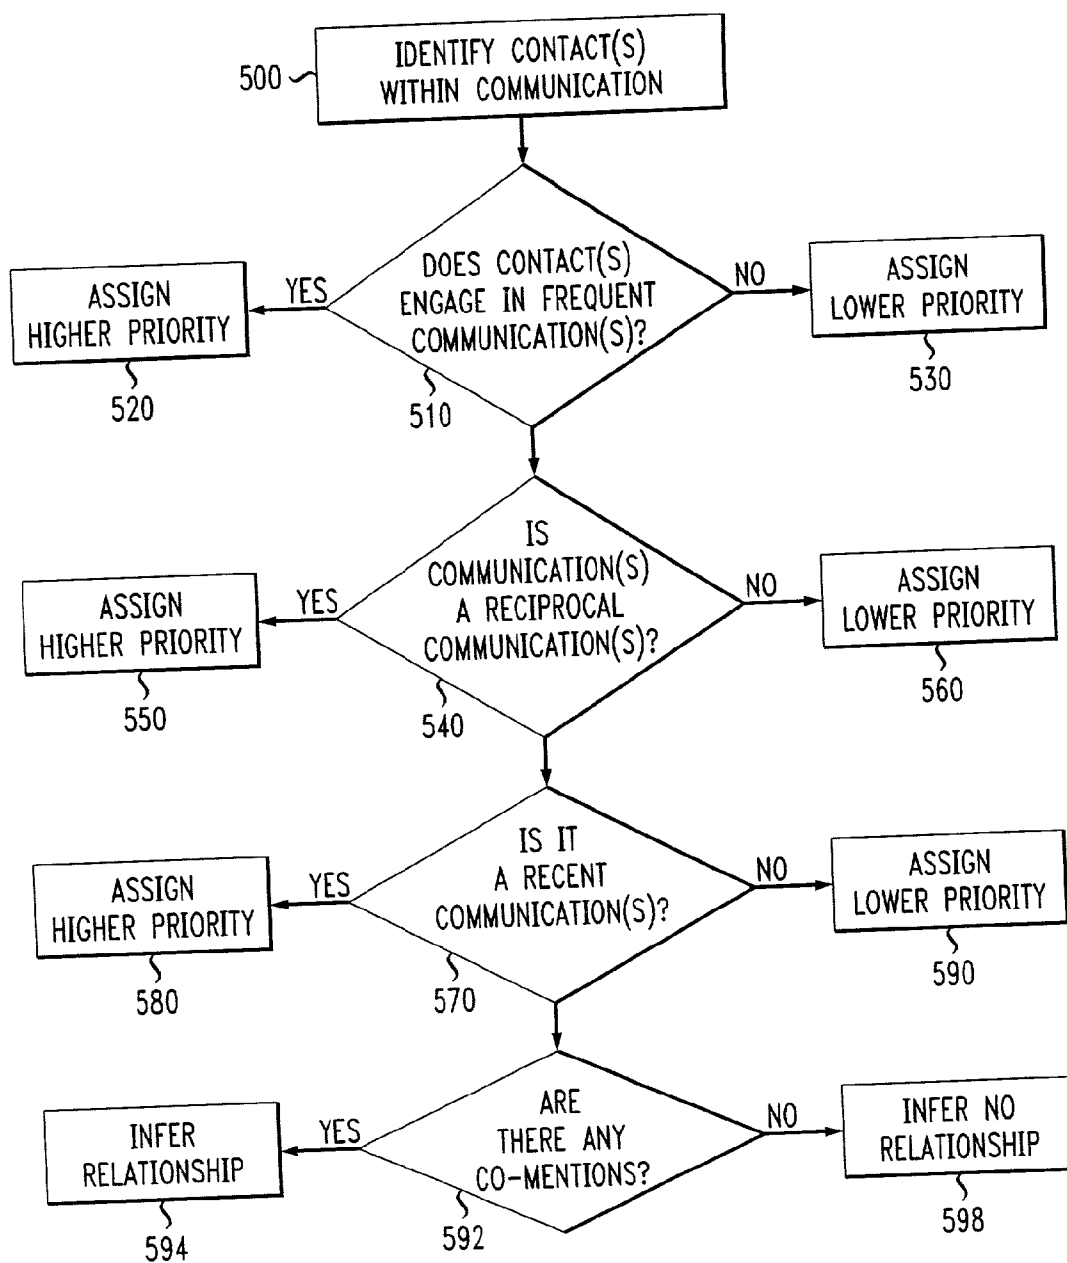 IDENTIFY CONTACT(S)
WITHIN COMMUNICATION
500
DOES CONTACT(S)
ENGAGE IN FREQUENT
COMMUNICATION(S)?
510
YES
ASSIGN
HIGHER PRIORITY
520
NO
ASSIGN
LOWER PRIORITY
530
IS
COMMUNICATION(S)
A RECIPROCAL
COMMUNICATION(S)?
540
YES
ASSIGN
HIGHER PRIORITY
550
NO
ASSIGN
LOWER PRIORITY
560
IS IT
A RECENT
COMMUNICATION(S)?
570
YES
ASSIGN
HIGHER PRIORITY
580
NO
ASSIGN
LOWER PRIORITY
590
ARE
THERE ANY
CO-MENTIONS?
592
YES
INFER
RELATIONSHIP
594
NO
INFER NO
RELATIONSHIP
598